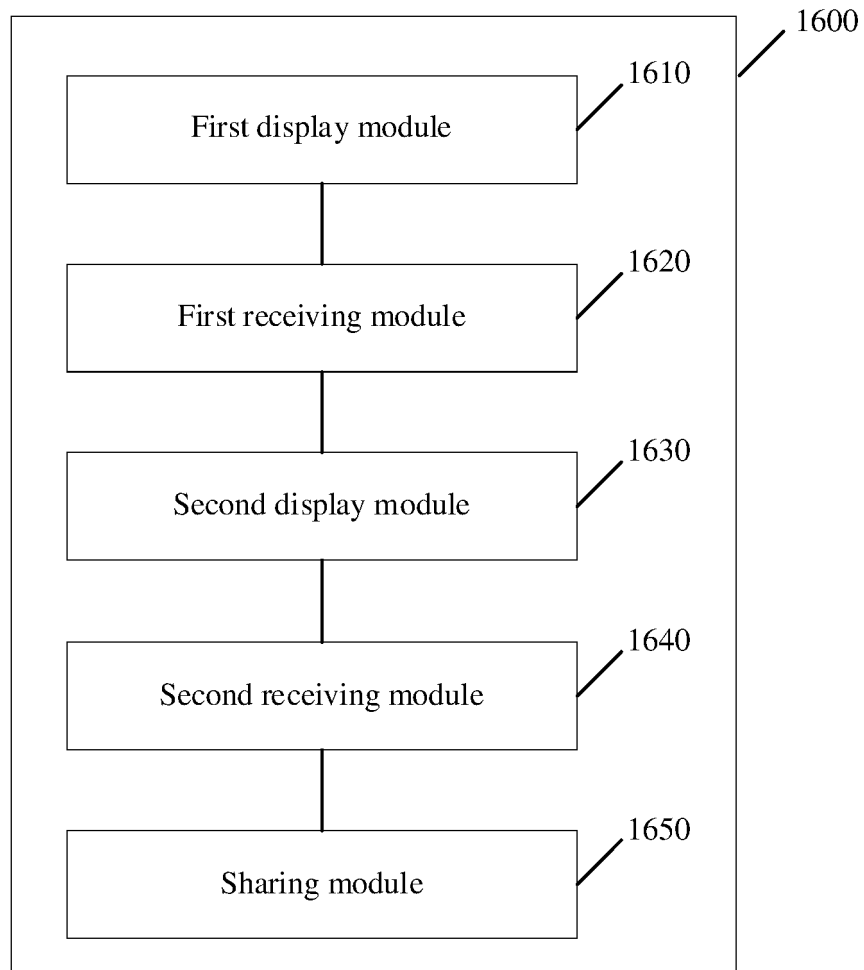 1600
1610
First display module
1620
First receiving module
1630
Second display module
1640
Second receiving module
1650
Sharing module